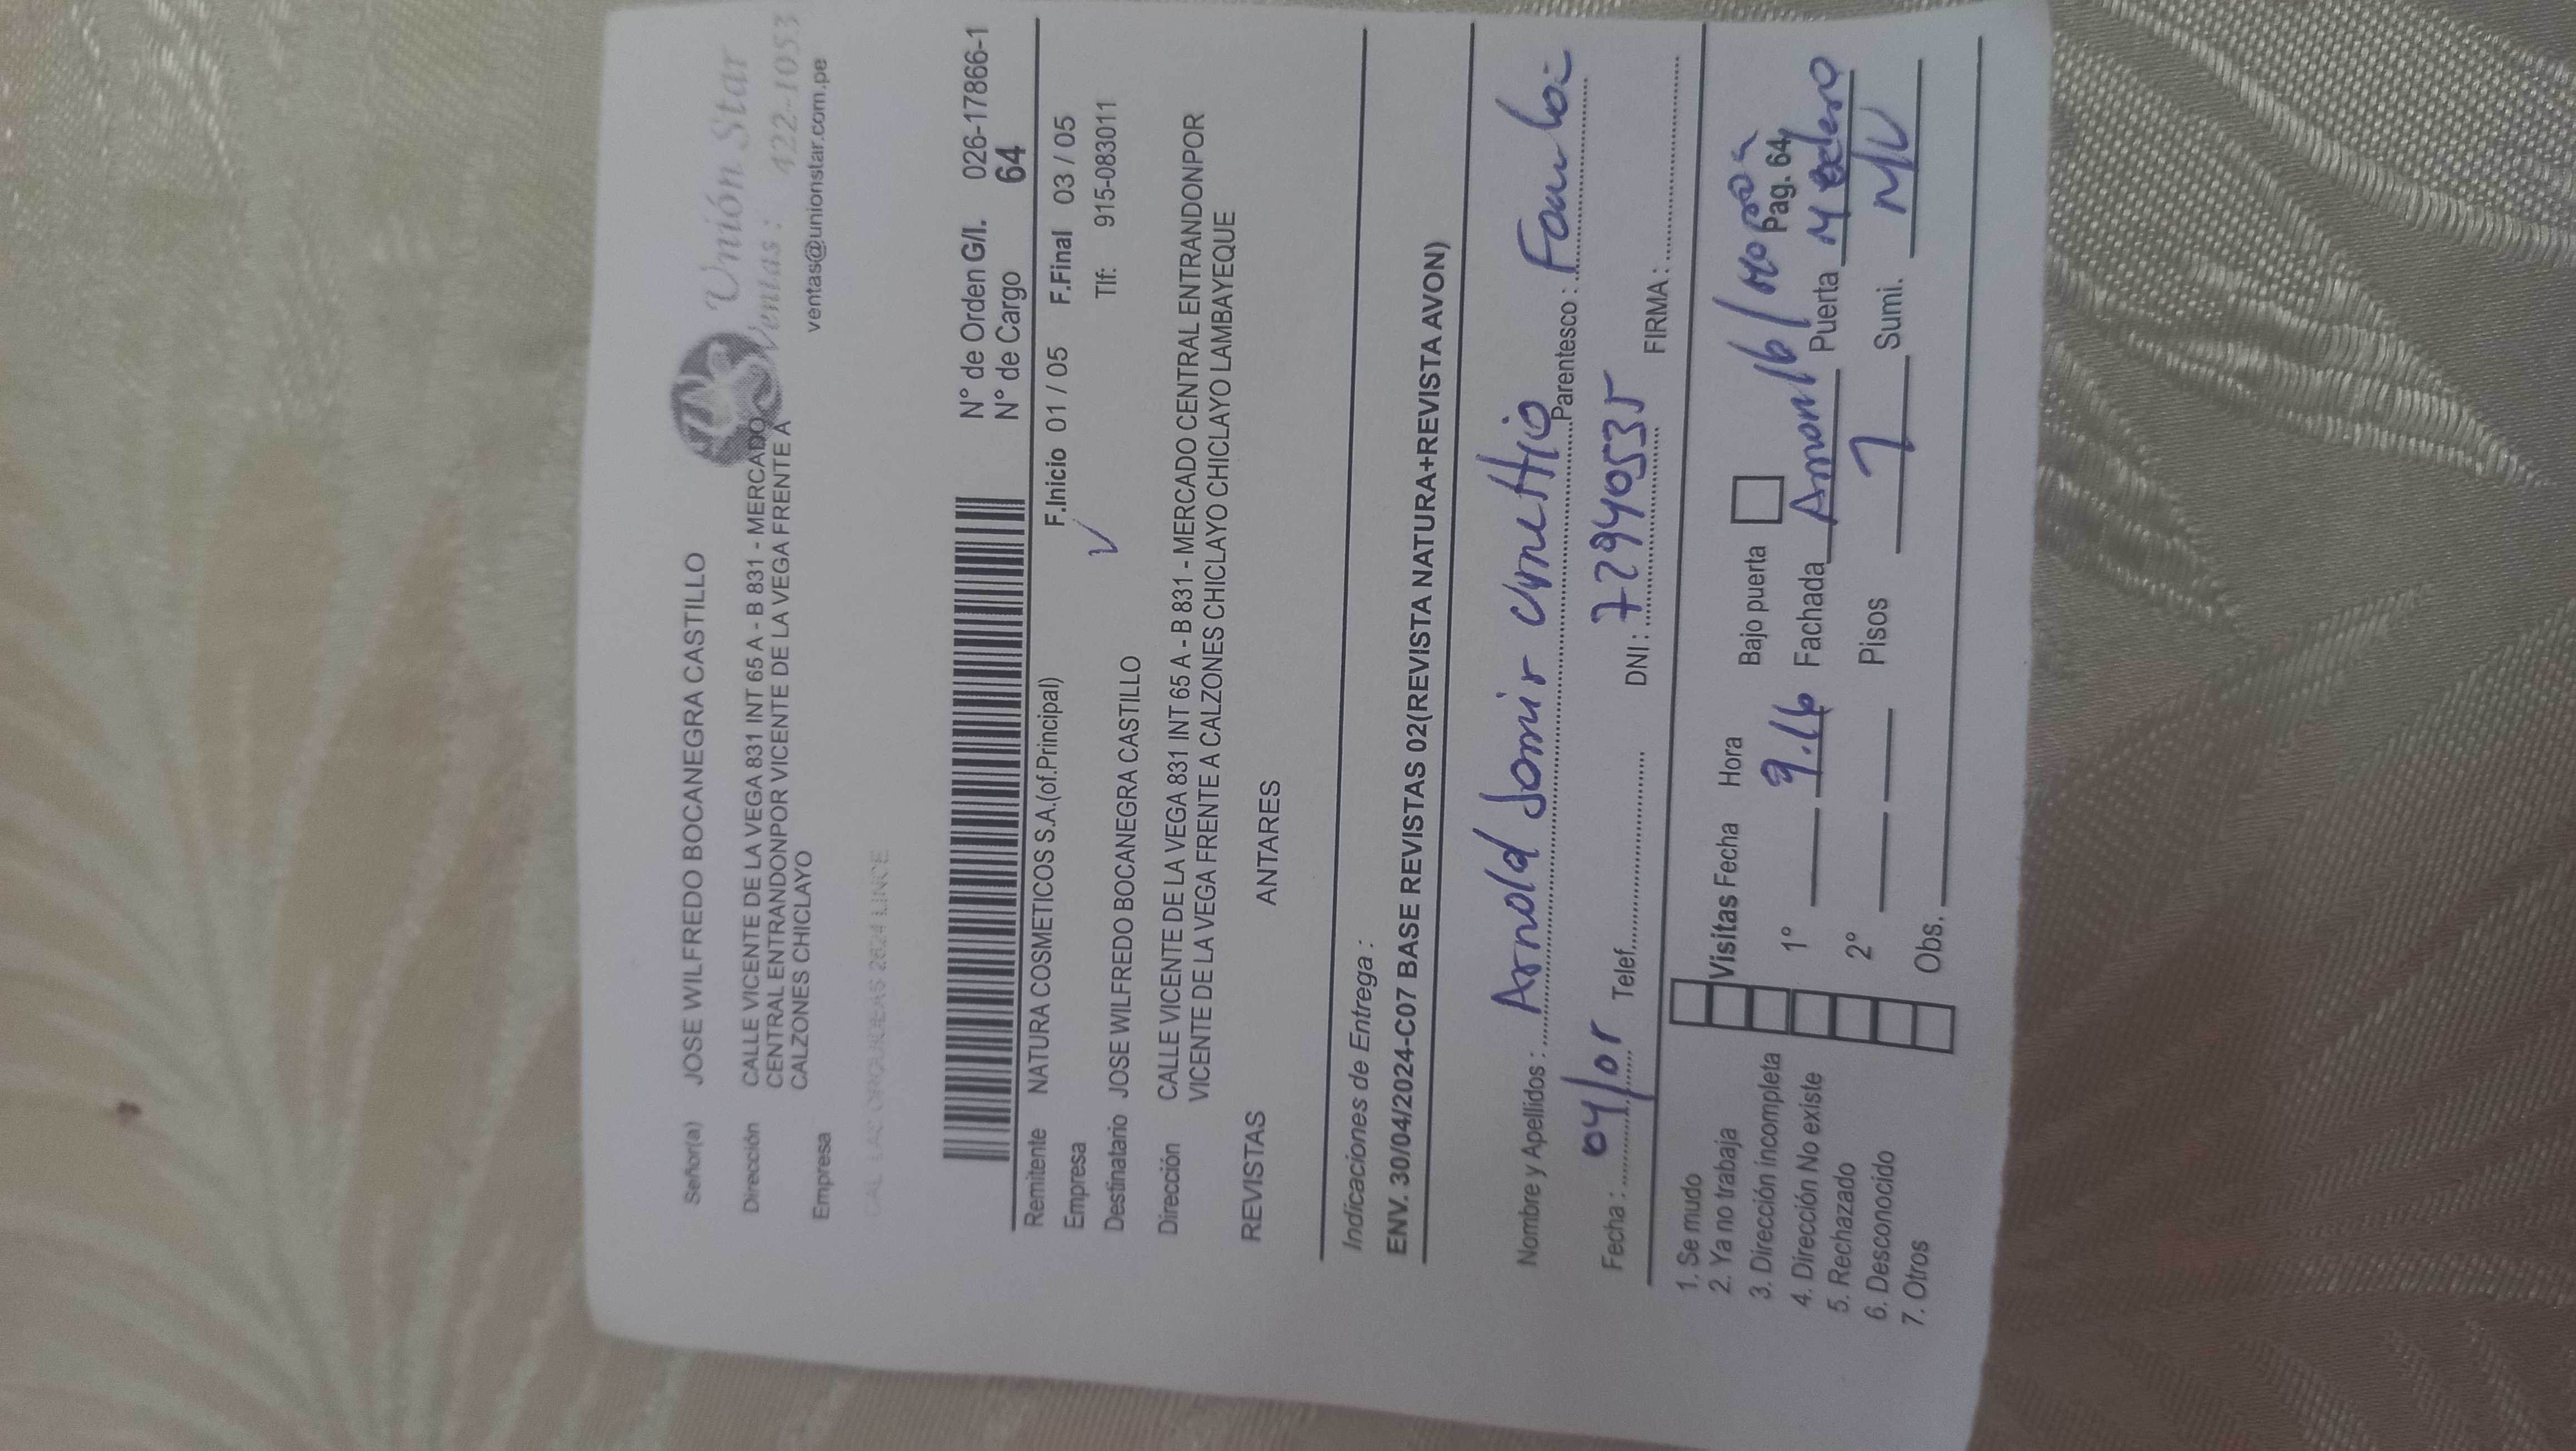 Unión Star
Ventas : 422-1053
ventas@unionstar.com.pe
Señor(a) JOSE WILFREDO BOCANEGRA CASTILLO
Dirección CALLE VICENTE DE LA VEGA 831 INT 65 A - B 831 - MERCADO
CENTRAL ENTRANDONPOR VICENTE DE LA VEGA FRENTE A
CALZONES CHICLAYO
Empresa
CAL LAS ORQUIDEAS 2624 LINCE
N° de Orden G/I. 026-17866-1
N° de Cargo 64
Remitente NATURA COSMETICOS S.A.(of.Principal) F.Inicio 01 / 05 F.Final 03 / 05
Empresa
Tlf: 915-083011
Destinatario JOSE WILFREDO BOCANEGRA CASTILLO
Dirección CALLE VICENTE DE LA VEGA 831 INT 65 A - B 831 - MERCADO CENTRAL ENTRANDONPOR
VICENTE DE LA VEGA FRENTE A CALZONES CHICLAYO CHICLAYO LAMBAYEQUE
REVISTAS ANTARES
Indicaciones de Entrega :
ENV. 30/04/2024-C07 BASE REVISTAS 02(REVISTA NATURA+REVISTA AVON)
Nombre y Apellidos : Arnold Parentesco :
Fecha : 04/05 Telef. DNI : 72940535 FIRMA :
1. Se mudo
2. Ya no trabaja
3. Dirección incompleta
4. Dirección No existe
5. Rechazado
6. Desconocido
7. Otros
Visitas Fecha Hora Bajo puerta
Pag. 64
1° 9.16 Fachada Puerta
2° Pisos 1 Sumi.
Obs.